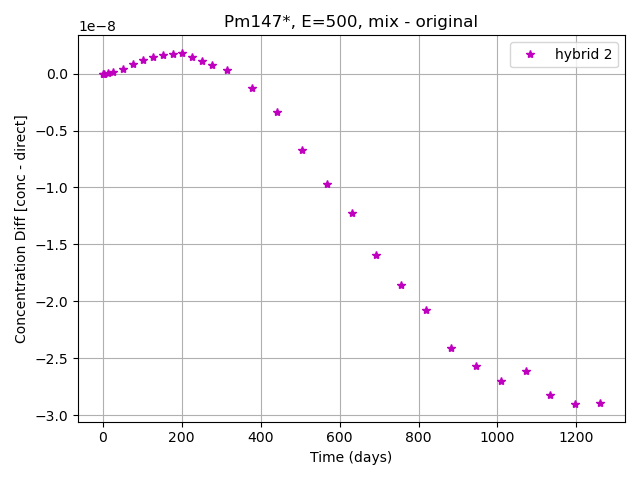 Pm147*, E=500, mix - original
1e−8
hybrid 2
0.0
−0.5
−1.0
−1.5
−2.0
−2.5
−3.0
Concentration Diff [conc - direct]
0 200 400 600 800 1000 1200
Time (days)